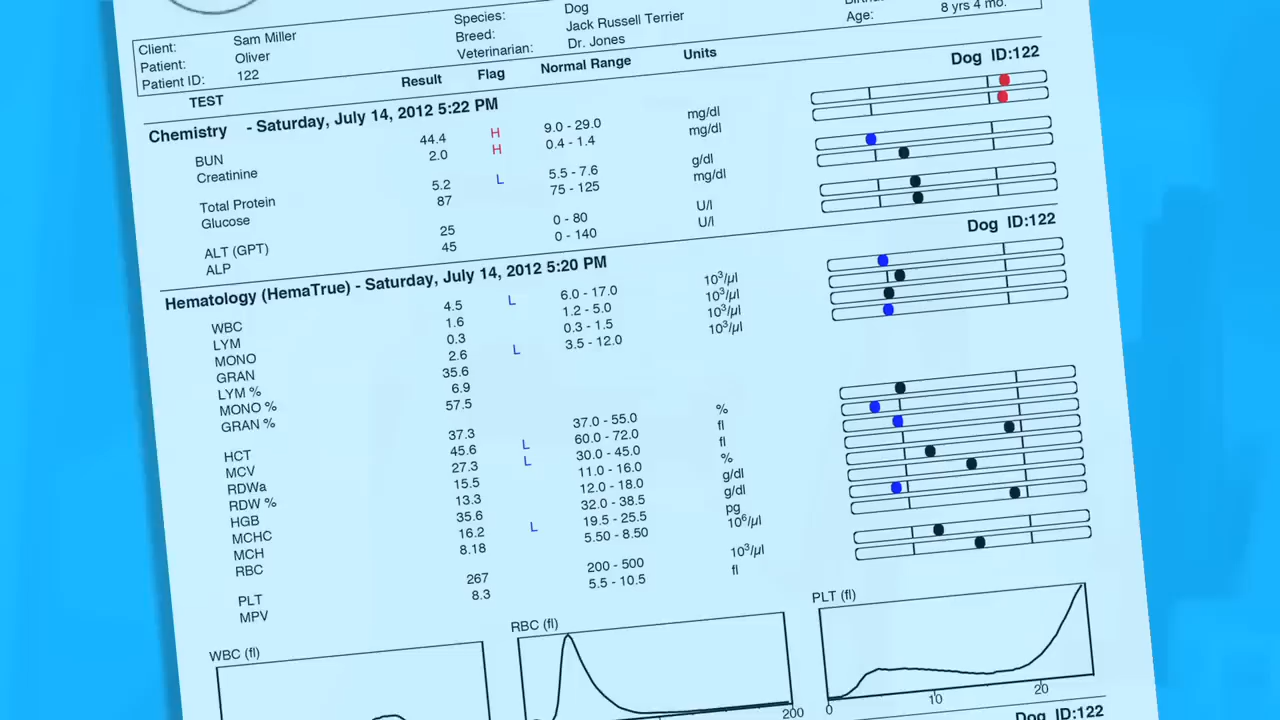 Species: Dog
Client: Sam Miller Breed: Jack Russell Terrier Age: 8 yrs 4 mo.
Patient: Oliver Veterinarian: Dr. Jones
Patient ID: 122
TEST Result Flag Normal Range Units
Dog ID:122
Chemistry - Saturday, July 14, 2012 5:22 PM
BUN 44.4 H 9.0 - 29.0 mg/dl
Creatinine 2.0 H 0.4 - 1.4 mg/dl
Total Protein 5.2 L 5.5 - 7.6 g/dl
Glucose 87 75 - 125 mg/dl
ALT (GPT) 25 0 - 80 U/l
ALP 45 0 - 140 U/l
Dog ID:122
Hematology (HemaTrue) - Saturday, July 14, 2012 5:20 PM
WBC 4.5 L 6.0 - 17.0 10³/µl
LYM 1.6 1.2 - 5.0 10³/µl
MONO 0.3 0.3 - 1.5 10³/µl
GRAN 2.6 L 3.5 - 12.0 10³/µl
LYM % 35.6
MONO % 6.9
GRAN % 57.5
HCT 37.3 37.0 - 55.0 %
MCV 45.6 L 60.0 - 72.0 fl
RDWa 27.3 L 30.0 - 45.0 fl
RDW % 15.5 11.0 - 16.0 %
HGB 13.3 12.0 - 18.0 g/dl
MCHC 35.6 32.0 - 38.5 g/dl
MCH 16.2 L 19.5 - 25.5 pg
RBC 8.18 5.50 - 8.50 10⁶/µl
PLT 267 200 - 500 10³/µl
MPV 8.3 5.5 - 10.5 fl
WBC (fl) RBC (fl) PLT (fl)
200 0 10 20
Dog ID:122